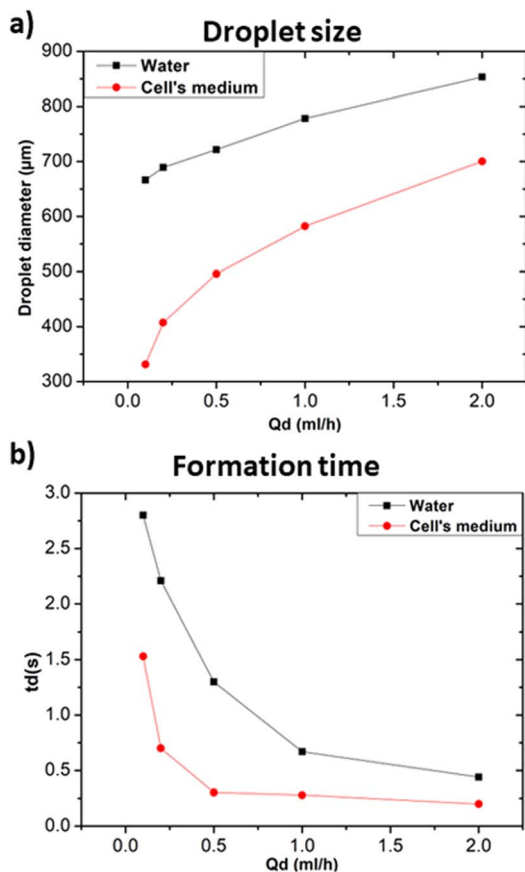 a) Droplet size
900
800
700
600
500
400
300
Droplet diameter (µm)
Water
Cell's medium
0.0 0.5 1.0 1.5 2.0
Qd (ml/h)
b) Formation time
3.0
2.5
2.0
1.5
1.0
0.5
0.0
td(s)
Water
Cell's medium
0.0 0.5 1.0 1.5 2.0
Qd (ml/h)